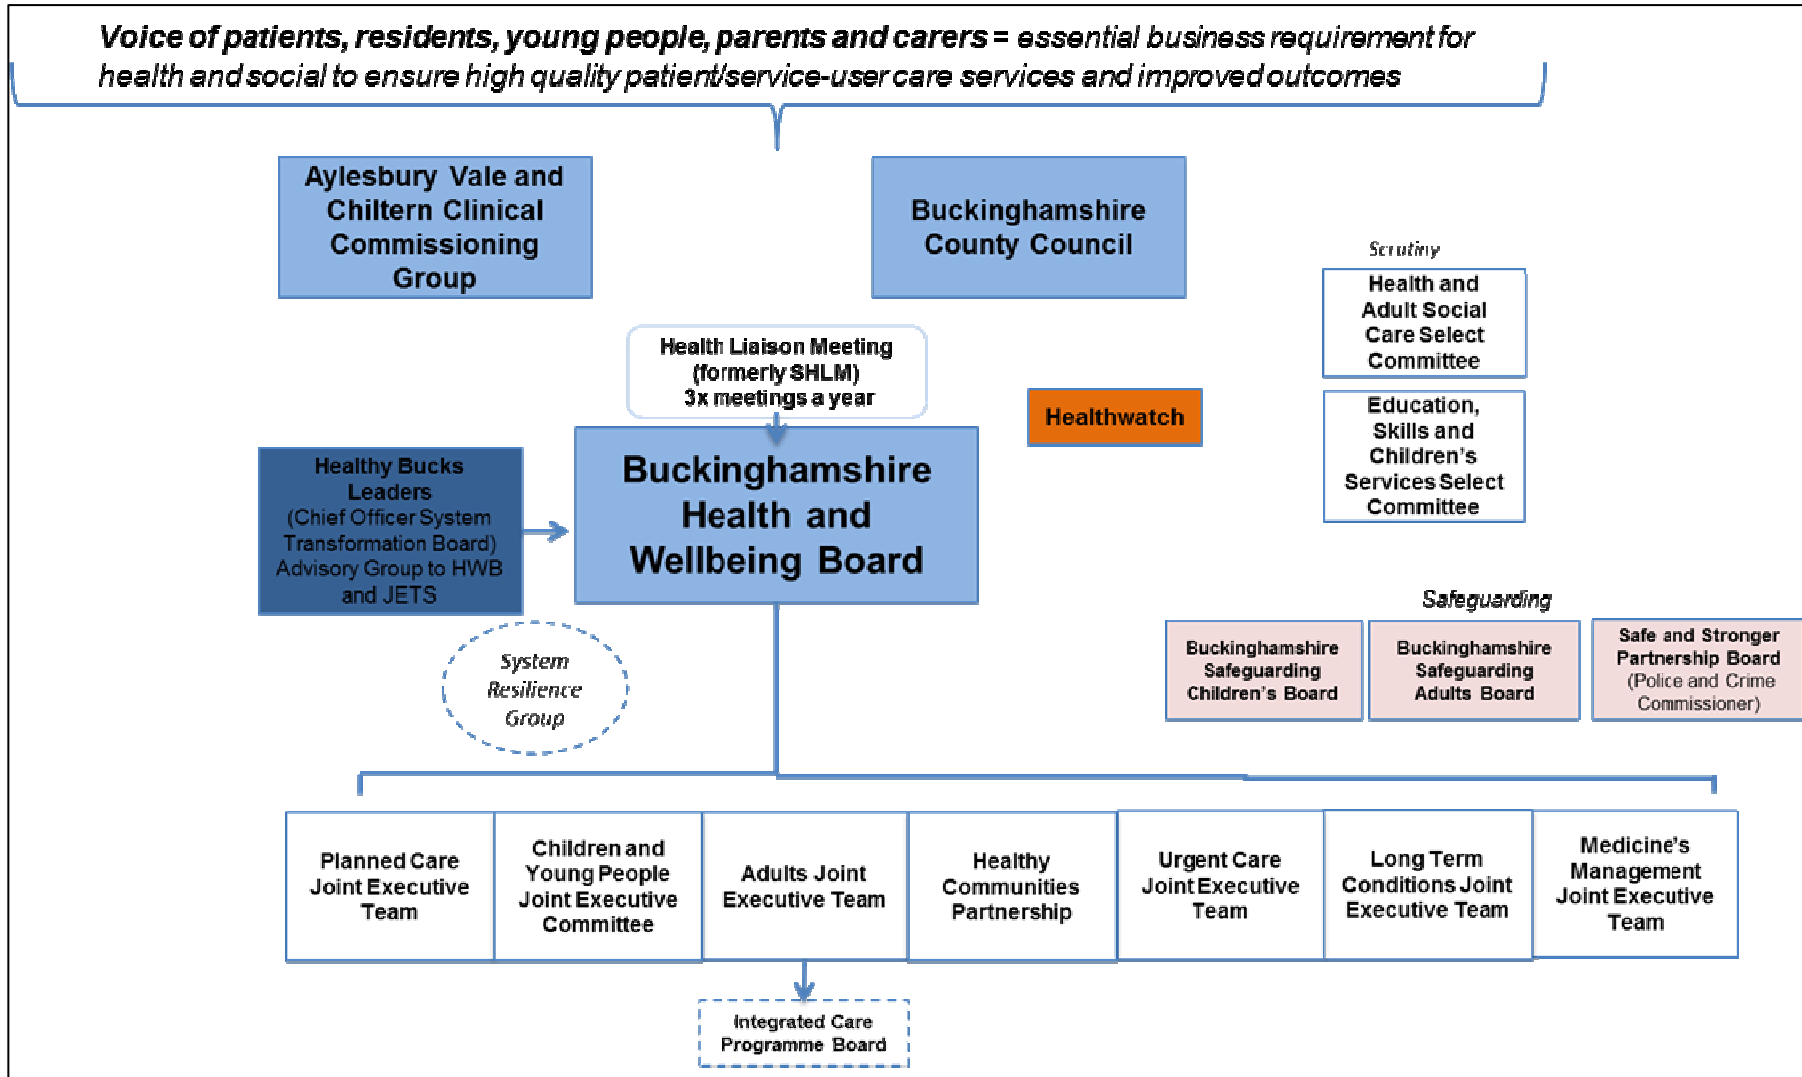 Voice of patients, residents, young people, parents and carers = essential business requirement for
health and social to ensure high quality patient/service-user care services and improved outcomes
Aylesbury Vale and
Chiltern Clinical
Commissioning
Group
Buckinghamshire
County Council
Scrutiny
Health and
Adult Social
Care Select
Committee
Health Liaison Meeting
(formerly SHLM)
3x meetings a year
Healthwatch
Education,
Skills and
Children's
Services Select
Committee
Healthy Bucks
Leaders
(Chief Officer System
Transformation Board)
Advisory Group to HWB
and JETS
Buckinghamshire
Health and
Wellbeing Board
Safeguarding
System
Resilience
Group
Buckinghamshire
Safeguarding
Children's Board
Buckinghamshire
Safeguarding
Adults Board
Safe and Stronger
Partnership Board
(Police and Crime
Commissioner)
Planned Care
Joint Executive
Team
Children and
Young People
Joint Executive
Committee
Adults Joint
Executive Team
Healthy
Communities
Partnership
Urgent Care
Joint Executive
Team
Long Term
Conditions Joint
Executive Team
Medicine's
Management
Joint Executive
Team
Integrated Care
Programme Board